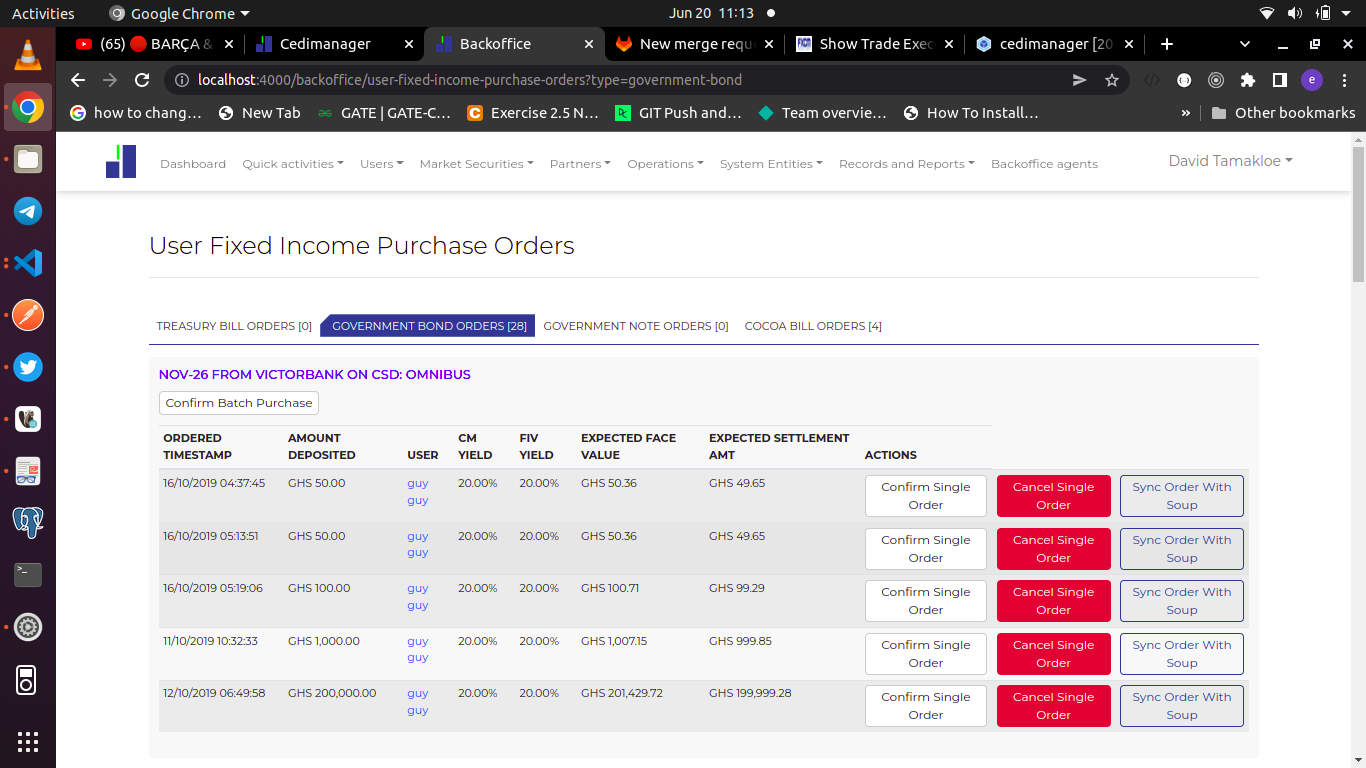 Activities Google Chrome Jun 20 11:13
(65) 🔴 BARÇA & Cedimanager Backoffice New merge requ Show Trade Exec cedimanager [20
localhost:4000/backoffice/user-fixed-income-purchase-orders?type=government-bond e
how to chang… New Tab GATE | GATE-C… Exercise 2.5 N… GIT Push and… Team overvie… How To Install… » Other bookmarks
Dashboard Quick activities Users Market Securities Partners Operations System Entities Records and Reports Backoffice agents David Tamakloe
User Fixed Income Purchase Orders
TREASURY BILL ORDERS [0] GOVERNMENT BOND ORDERS [28] GOVERNMENT NOTE ORDERS [0] COCOA BILL ORDERS [4]
NOV-26 FROM VICTORBANK ON CSD: OMNIBUS
Confirm Batch Purchase
ORDERED TIMESTAMP AMOUNT DEPOSITED USER CM YIELD FIV YIELD EXPECTED FACE VALUE EXPECTED SETTLEMENT AMT ACTIONS
16/10/2019 04:37:45 GHS 50.00 guy guy 20.00% 20.00% GHS 50.36 GHS 49.65 Confirm Single Order Cancel Single Order Sync Order With Soup
16/10/2019 05:13:51 GHS 50.00 guy guy 20.00% 20.00% GHS 50.36 GHS 49.65 Confirm Single Order Cancel Single Order Sync Order With Soup
16/10/2019 05:19:06 GHS 100.00 guy guy 20.00% 20.00% GHS 100.71 GHS 99.29 Confirm Single Order Cancel Single Order Sync Order With Soup
11/10/2019 10:32:33 GHS 1,000.00 guy guy 20.00% 20.00% GHS 1,007.15 GHS 999.85 Confirm Single Order Cancel Single Order Sync Order With Soup
12/10/2019 06:49:58 GHS 200,000.00 guy guy 20.00% 20.00% GHS 201,429.72 GHS 199,999.28 Confirm Single Order Cancel Single Order Sync Order With Soup